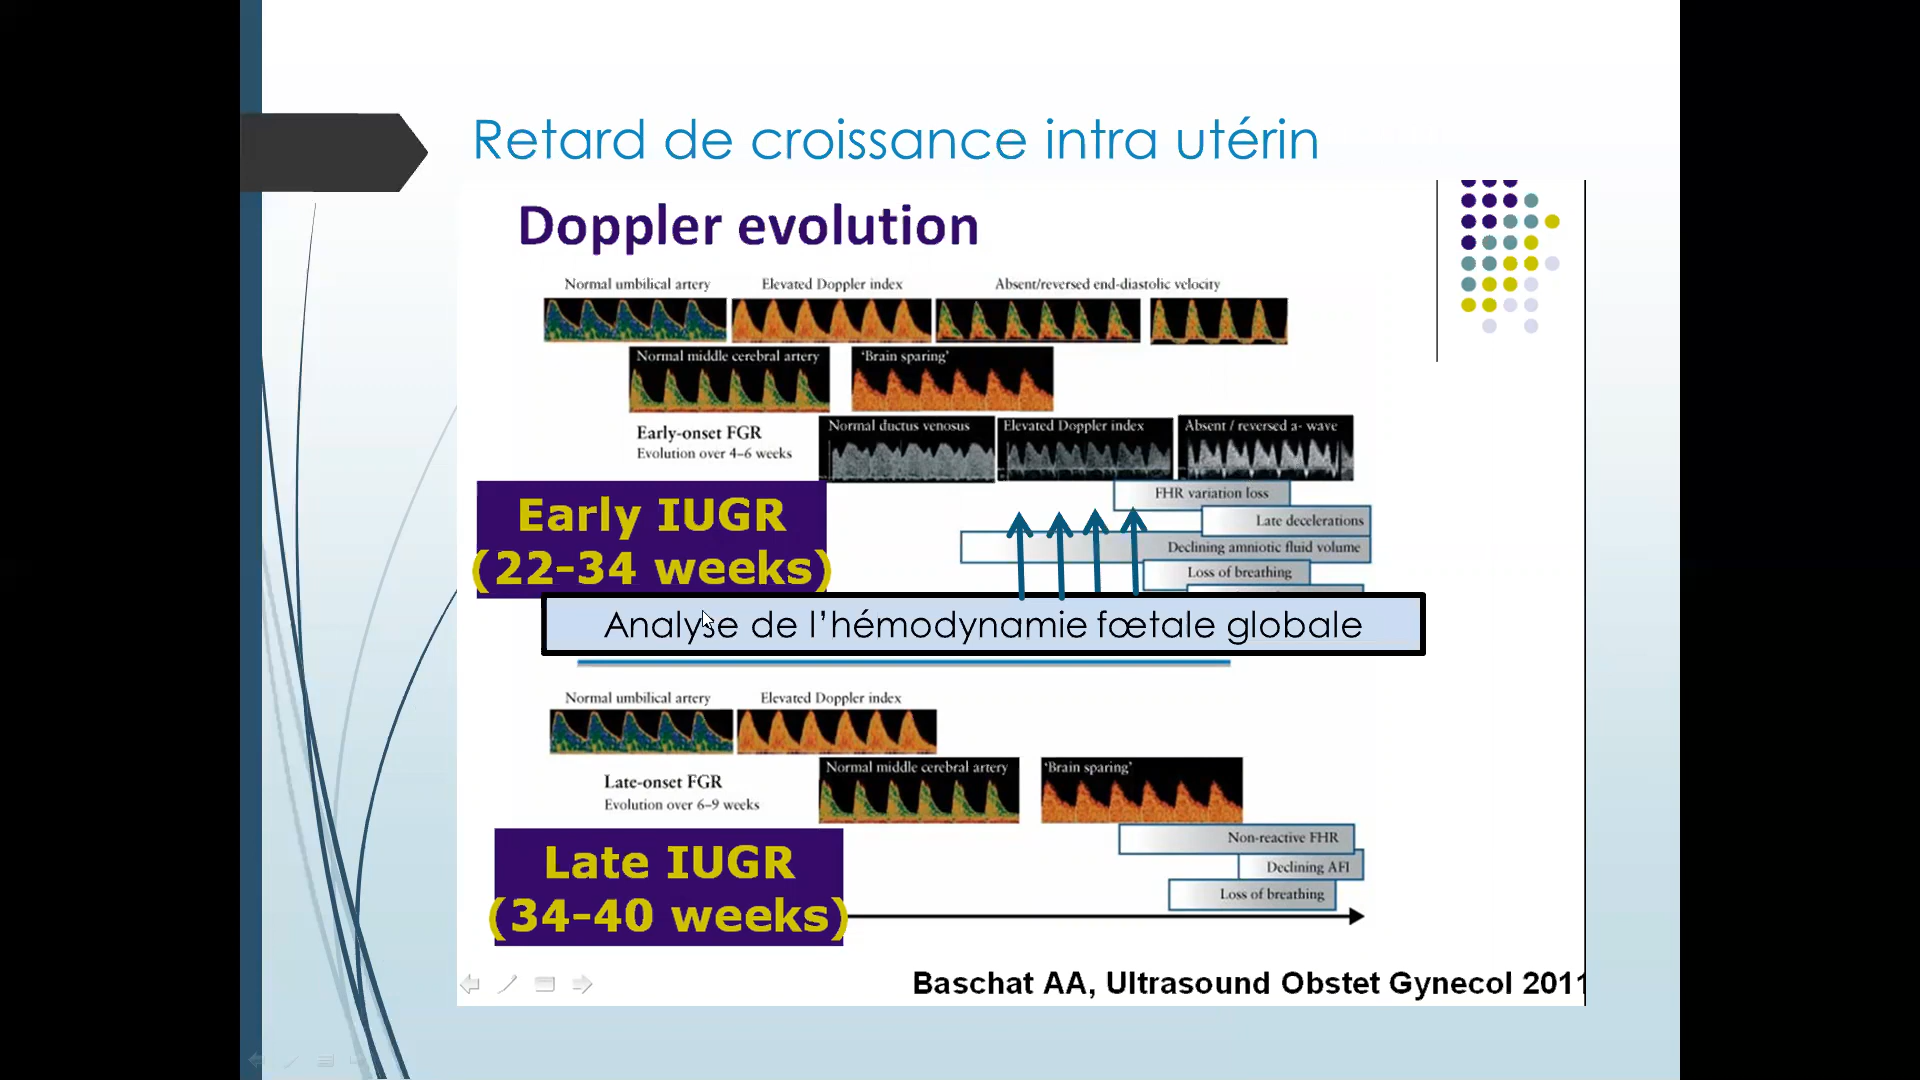 Retard de croissance intra utérin
Doppler evolution
Normal umbilical artery
Elevated Doppler index
Absent/reversed end-diastolic velocity
Normal middle cerebral artery
'Brain sparing'
Early-onset FGR
Evolution over 4–6 weeks
Normal ductus venosus
Elevated Doppler index
Absent / reversed a- wave
Early IUGR
(22-34 weeks)
FHR variation loss
Late decelerations
Declining amniotic fluid volume
Loss of breathing
Analyse de l’hémodynamie fœtale globale
Normal umbilical artery
Elevated Doppler index
Late-onset FGR
Evolution over 6–9 weeks
Normal middle cerebral artery
'Brain sparing'
Late IUGR
(34-40 weeks)
Non-reactive FHR
Declining AFI
Loss of breathing
Baschat AA, Ultrasound Obstet Gynecol 2011